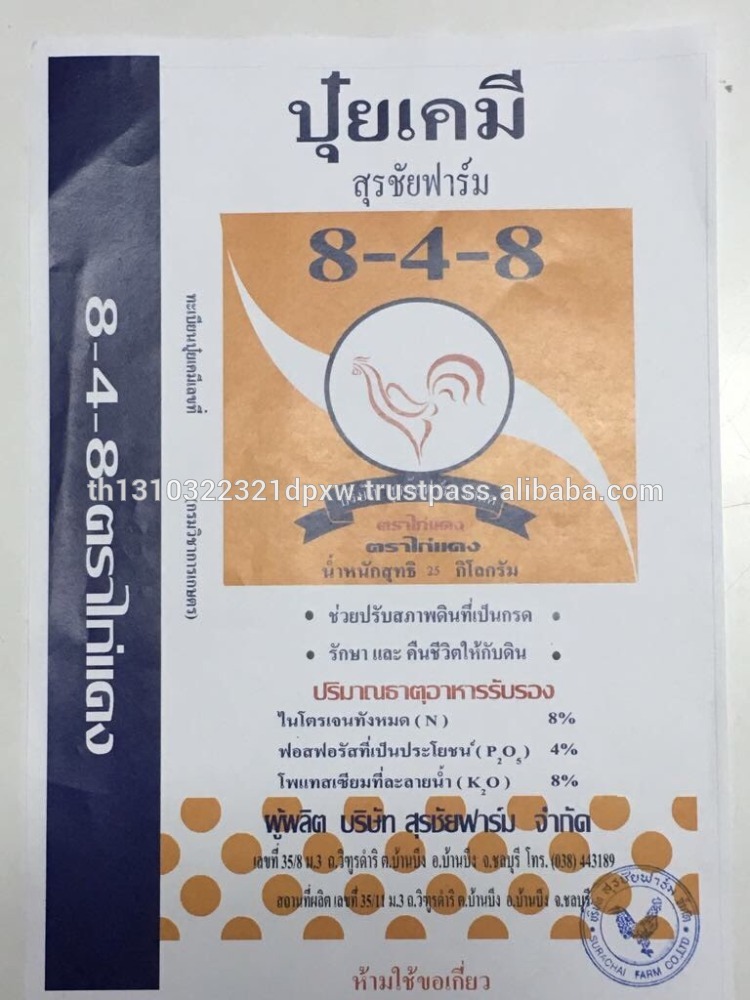 ปุ๋ยเคมี
สุรชัยฟาร์ม
8-4-8
8-4-8 ตราไก่แดง
ทะเบียนปุ๋ยเคมีเลขที่
(กรมวิชาการเกษตร)
th1310322321dpxw.trustpass.alibaba.com
ตราไก่แดง
ตราไก่แดง
น้ำหนักสุทธิ 25 กิโลกรัม
• ช่วยปรับสภาพดินที่เป็นกรด •
• รักษา และ คืนชีวิตให้กับดิน •
ปริมาณธาตุอาหารรับรอง
ไนโตรเจนทั้งหมด ( N ) 8%
ฟอสฟอรัสที่เป็นประโยชน์ ( P2O5 ) 4%
โพแทสเซียมที่ละลายน้ำ ( K2O ) 8%
ผู้ผลิต บริษัท สุรชัยฟาร์ม จำกัด
เลขที่ 35/8 ม.3 ถ.วิฑูรดำริ ต.บ้านบึง อ.บ้านบึง จ.ชลบุรี โทร. (038) 443189
สถานที่ผลิต เลขที่ 35/11 ม.3 ถ.วิฑูรดำริ ต.บ้านบึง อ.บ้านบึง จ.ชลบุรี
บริษัท สุรชัยฟาร์ม จำกัด
SURACHAI FARM CO.,LTD
ห้ามใช้ขอเกี่ยว